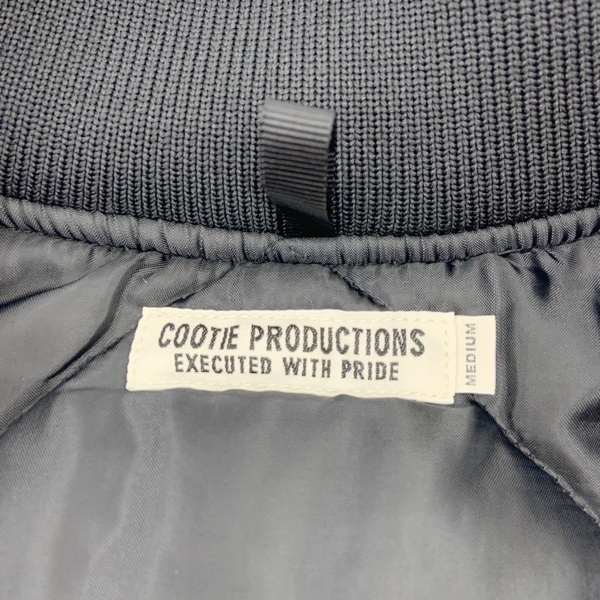 COOTIE PRODUCTIONS
EXECUTED WITH PRIDE
MEDIUM